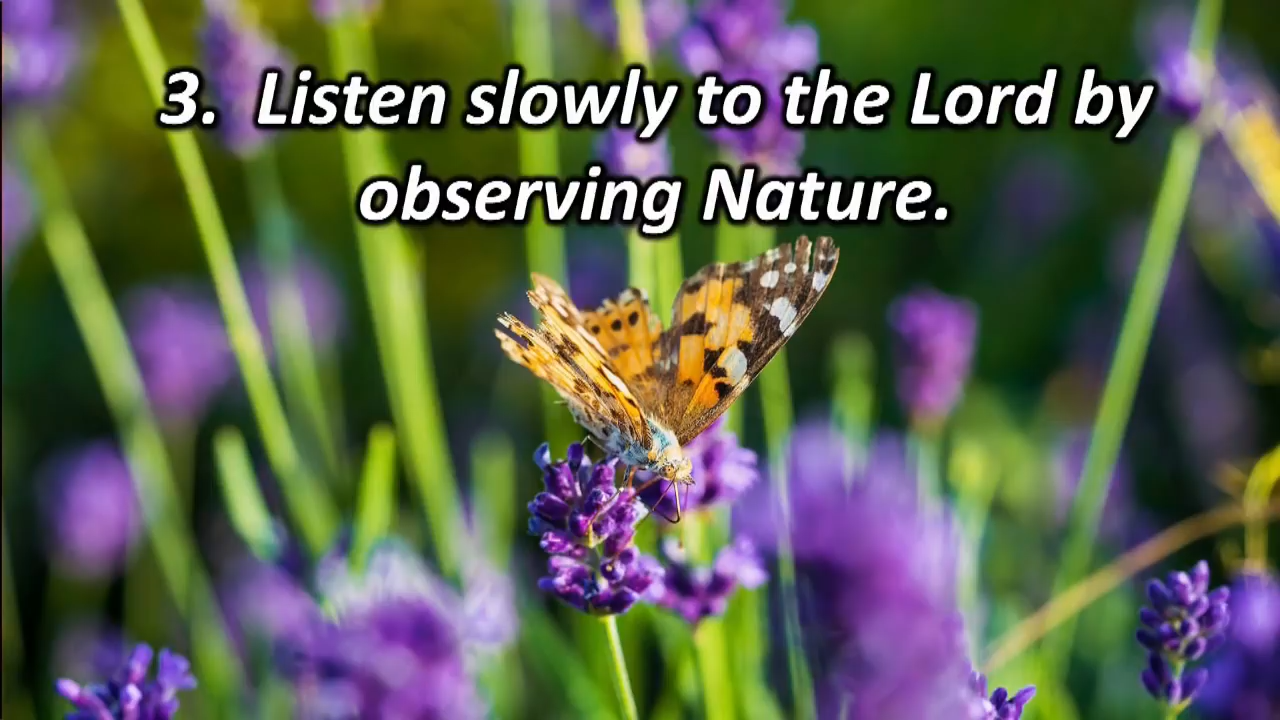 3.  Listen slowly to the Lord by
observing Nature.